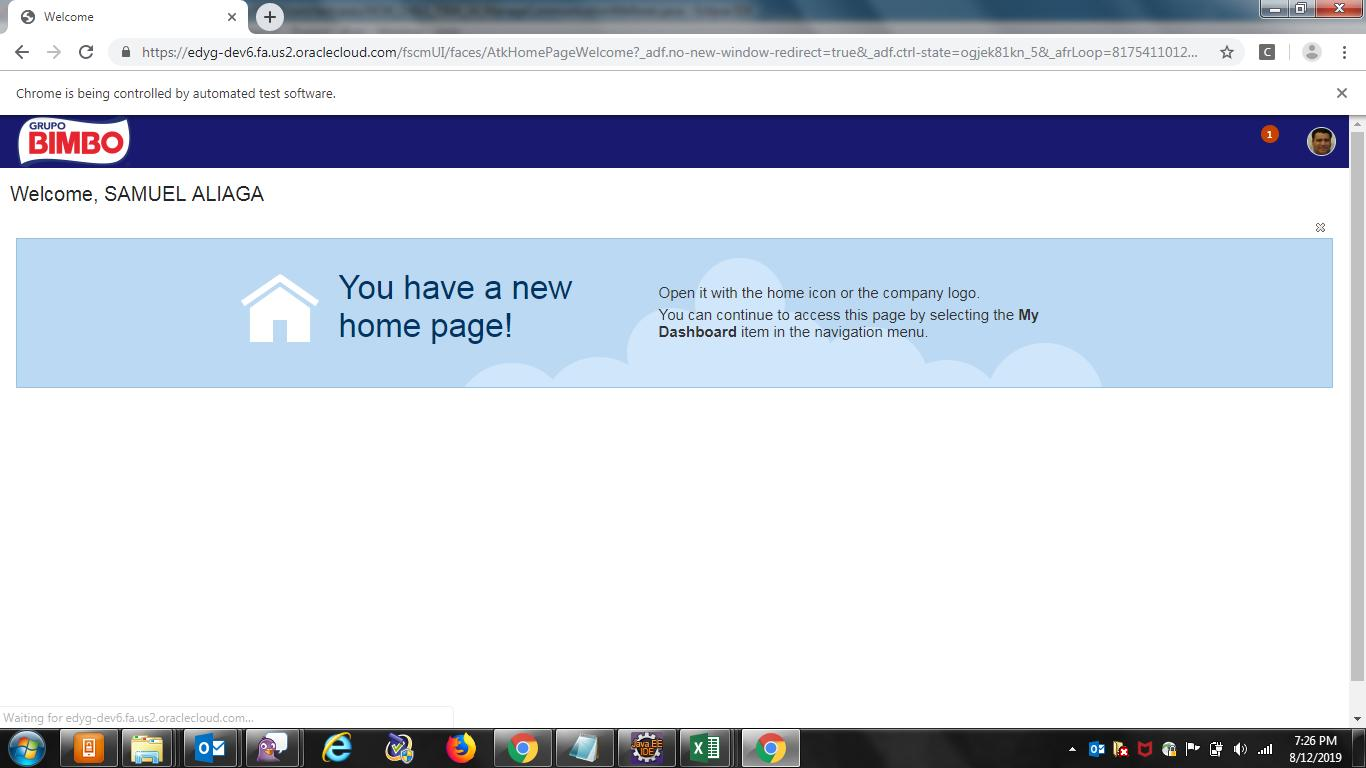 Welcome
https://edyg-dev6.fa.us2.oraclecloud.com/fscmUI/faces/AtkHomePageWelcome?_adf.no-new-window-redirect=true&_adf.ctrl-state=ogjek81kn_5&_afrLoop=8175411012...
C
Chrome is being controlled by automated test software.
GRUPO
BIMBO
1
Welcome, SAMUEL ALIAGA
You have a new
home page!
Open it with the home icon or the company logo.
You can continue to access this page by selecting the My
Dashboard item in the navigation menu.
Waiting for edyg-dev6.fa.us2.oraclecloud.com...
Java EE
IDE
7:26 PM
8/12/2019